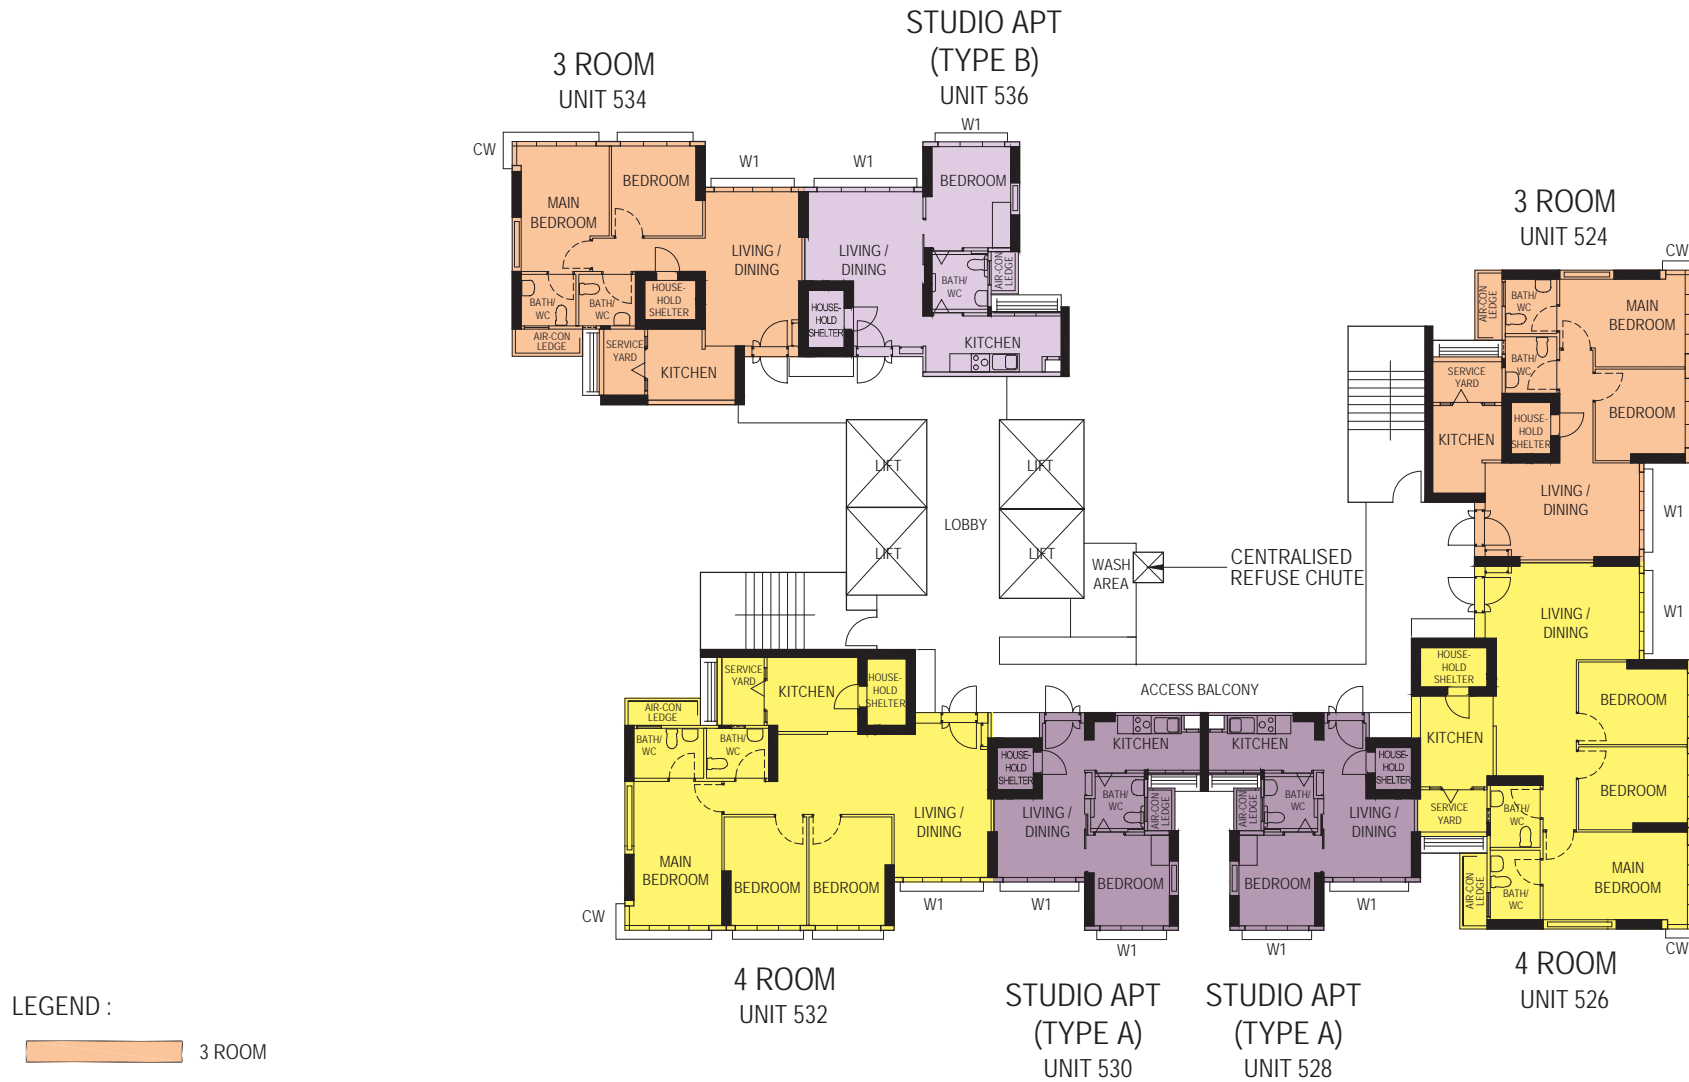 STUDIO APT
(TYPE B)
UNIT 536
3 ROOM
UNIT 534
W1
CW
W1
W1
BEDROOM
BEDROOM
MAIN
BEDROOM
LIVING /
DINING
LIVING /
DINING
AIR-CON
LEDGE
BATH/
WC
HOUSE-
HOLD
SHELTER
BATH/
WC
BATH/
WC
HOUSE-
HOLD
SHELTER
AIR-CON
LEDGE
SERVICE
YARD
KITCHEN
KITCHEN
3 ROOM
UNIT 524
CW
AIR-CON
LEDGE
BATH/
WC
MAIN
BEDROOM
BATH/
WC
SERVICE
YARD
BEDROOM
HOUSE-
HOLD
SHELTER
KITCHEN
LIVING /
DINING
W1
LIFT
LIFT
LOBBY
LIFT
LIFT
WASH
AREA
CENTRALISED
REFUSE CHUTE
LIVING /
DINING
W1
HOUSE-
HOLD
SHELTER
BEDROOM
KITCHEN
BEDROOM
SERVICE
YARD
BATH/
WC
MAIN
BEDROOM
AIR-CON
LEDGE
BATH/
WC
CW
4 ROOM
UNIT 526
ACCESS BALCONY
SERVICE
YARD
KITCHEN
HOUSE-
HOLD
SHELTER
AIR-CON
LEDGE
BATH/
WC
BATH/
WC
LIVING /
DINING
MAIN
BEDROOM
BEDROOM
BEDROOM
CW
W1
4 ROOM
UNIT 532
KITCHEN
HOUSE-
HOLD
SHELTER
BATH/
WC
AIR-CON
LEDGE
LIVING /
DINING
BEDROOM
W1
W1
STUDIO APT
(TYPE A)
UNIT 530
KITCHEN
HOUSE-
HOLD
SHELTER
AIR-CON
LEDGE
BATH/
WC
LIVING /
DINING
BEDROOM
W1
W1
STUDIO APT
(TYPE A)
UNIT 528
LEGEND :
3 ROOM